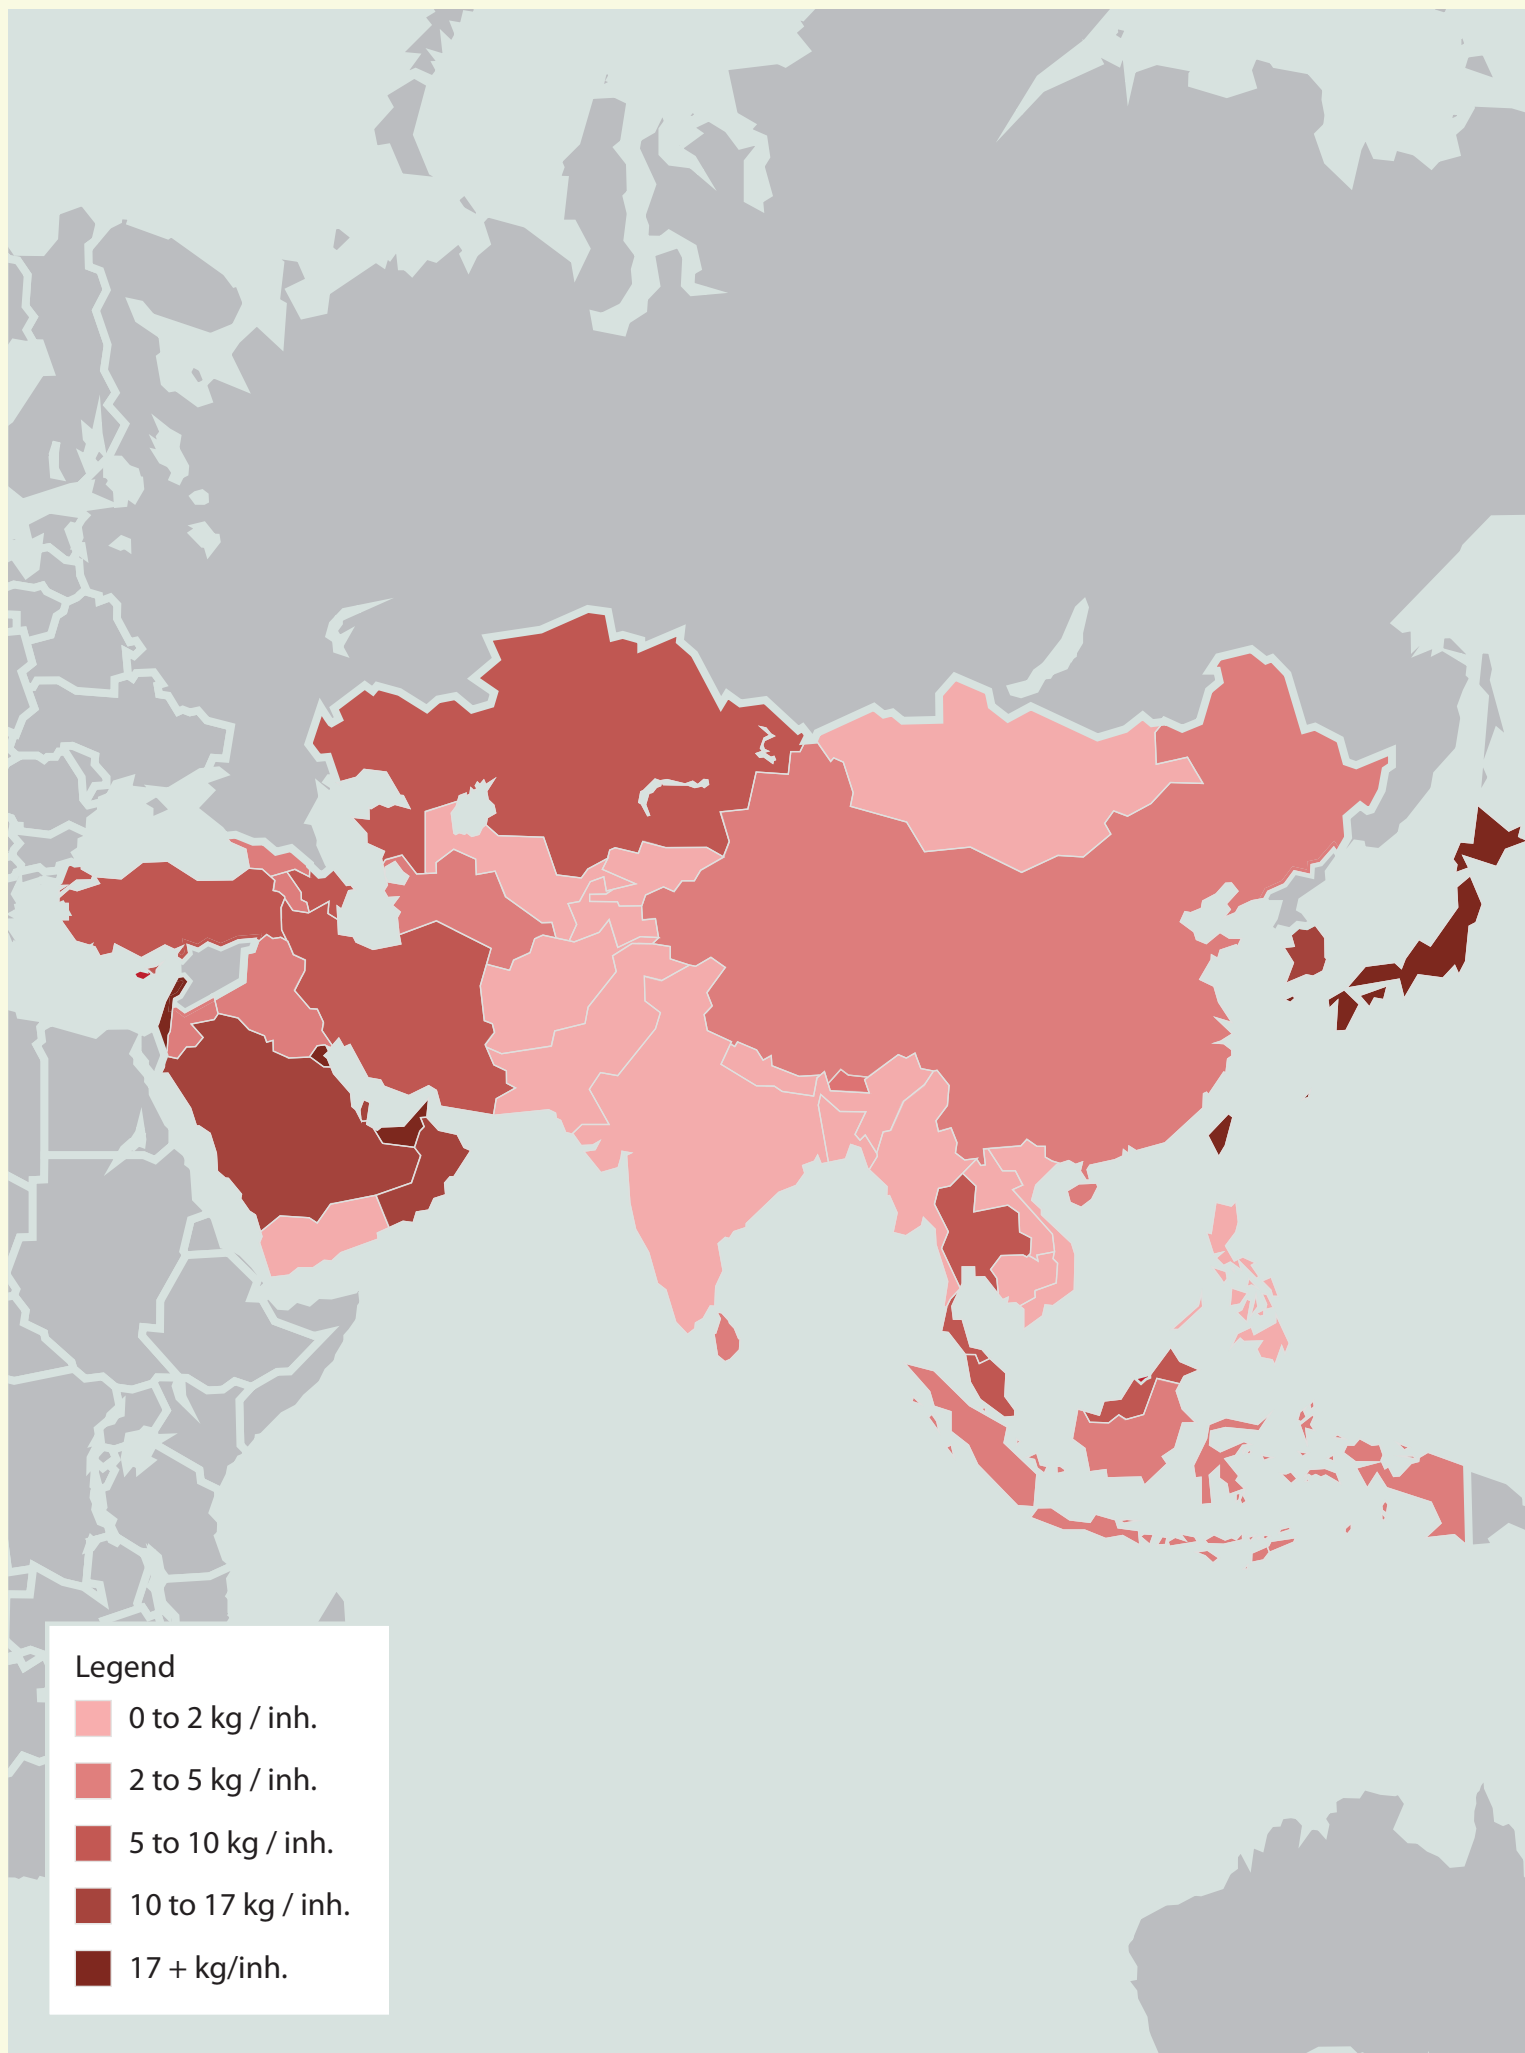 Legend
0 to 2 kg / inh.
2 to 5 kg / inh.
5 to 10 kg / inh.
10 to 17 kg / inh.
17 + kg/inh.